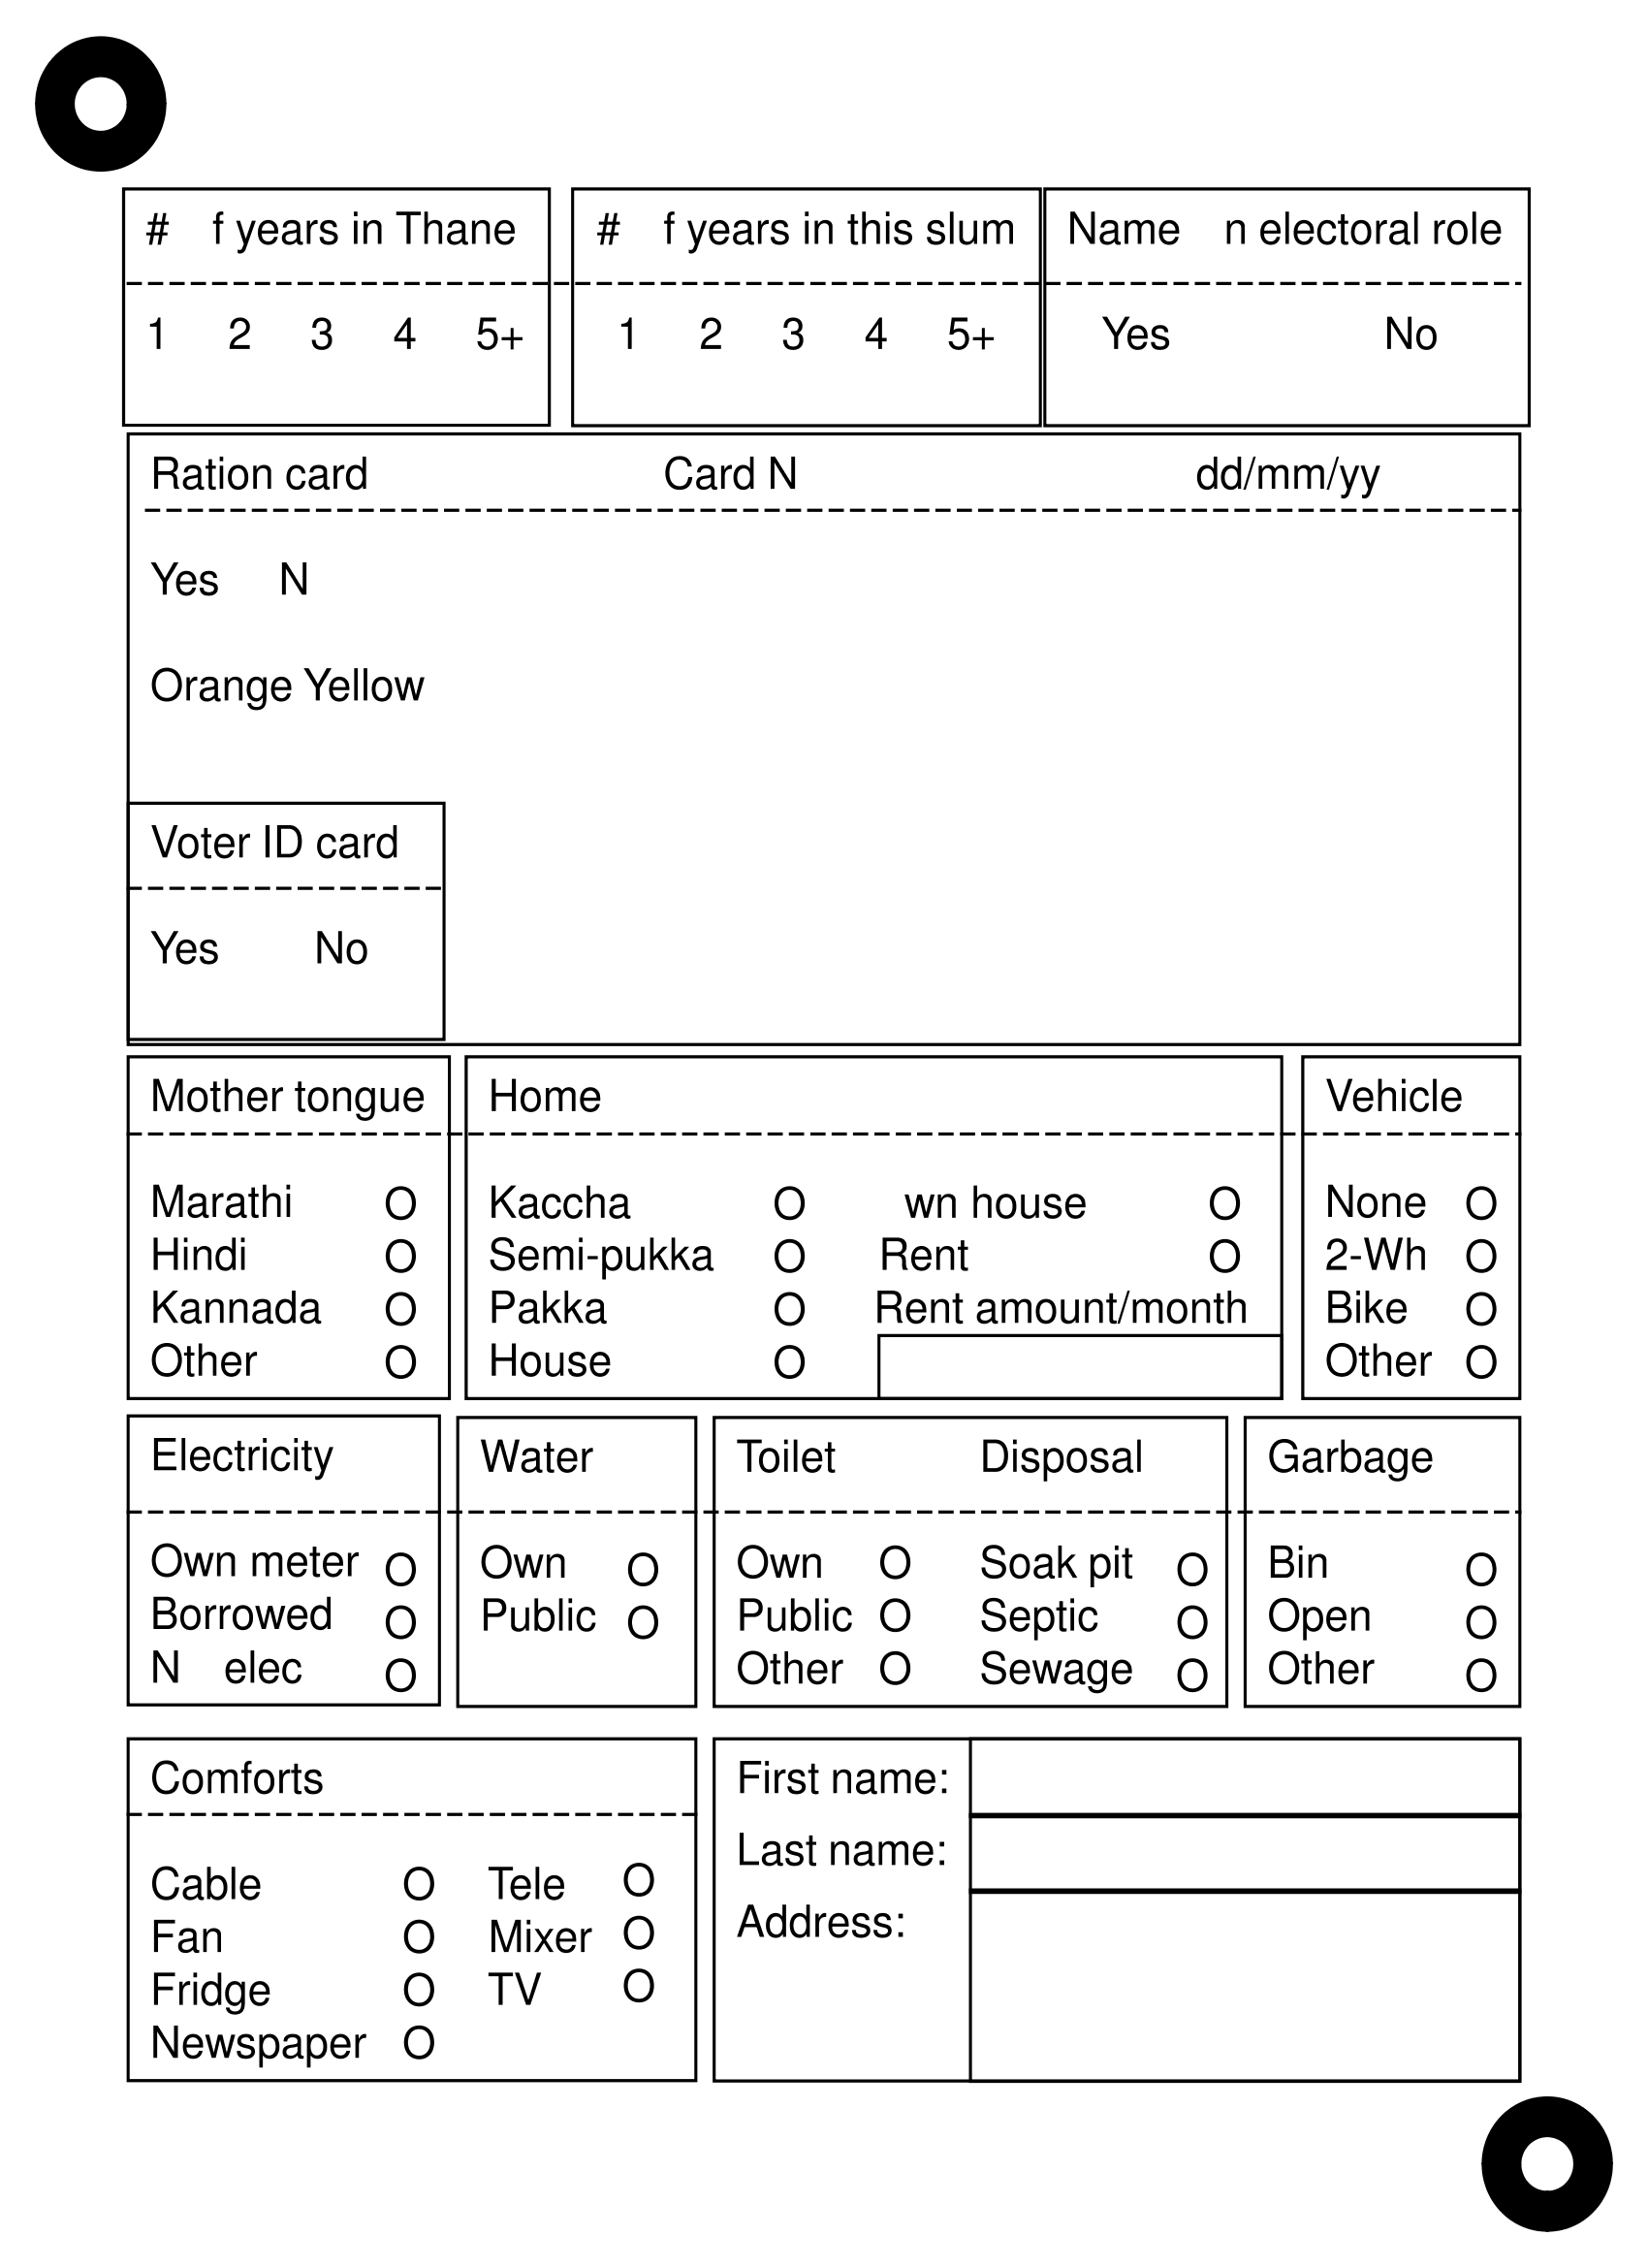 # f years in Thane # f years in this slum Name n electoral role
1 2 3 4 5+ 1 2 3 4 5+ Yes No
Ration card Card N dd/mm/yy
Yes N
Orange Yellow
Voter ID card
Yes No
Mother tongue Home Vehicle
Marathi O Kaccha O wn house O None O
Hindi O Semi-pukka O Rent O 2-Wh O
Kannada O Pakka O Rent amount/month Bike O
Other O House O Other O
Electricity Water Toilet Disposal Garbage
Own meter O Own O Own O Soak pit O Bin O
Borrowed O Public O Public O Septic O Open O
N elec O Other O Sewage O Other O
Comforts First name:
Last name:
Cable O Tele O Address:
Fan O Mixer O
Fridge O TV O
Newspaper O